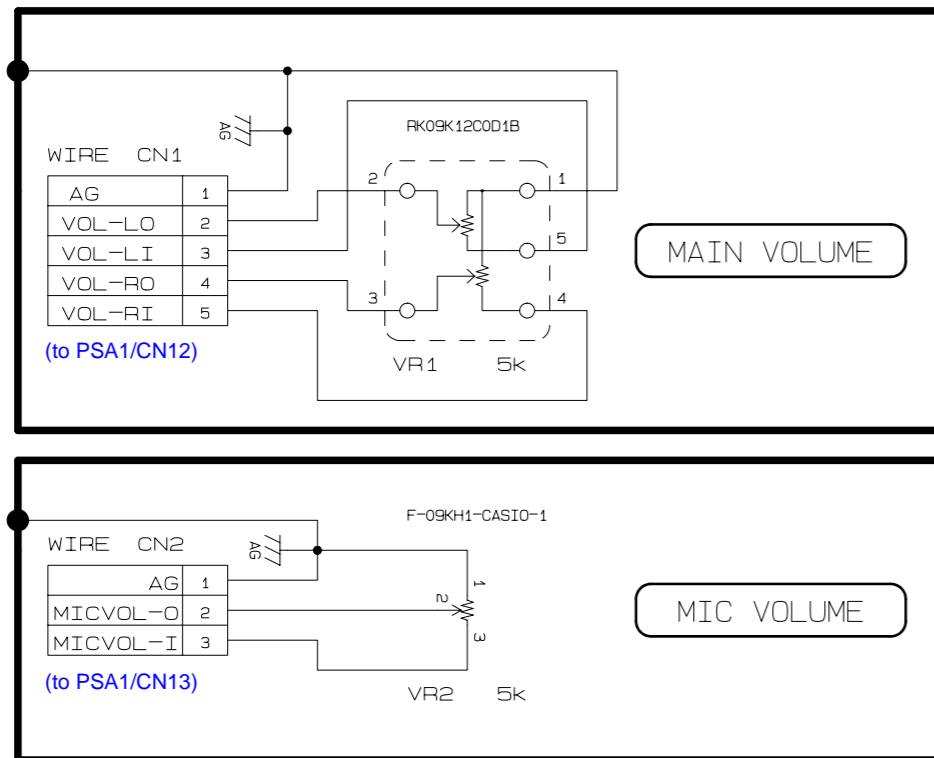 RK09K12C0D1B
AG
WIRE CN1
AG 1
VOL-LO 2
VOL-LI 3
VOL-RO 4
VOL-RI 5
(to PSA1/CN12)
2
3
1
5
4
VR1 5k
MAIN VOLUME
F-09KH1-CASIO-1
AG
WIRE CN2
AG 1
MICVOL-O 2
MICVOL-I 3
(to PSA1/CN13)
1
2
3
VR2 5k
MIC VOLUME